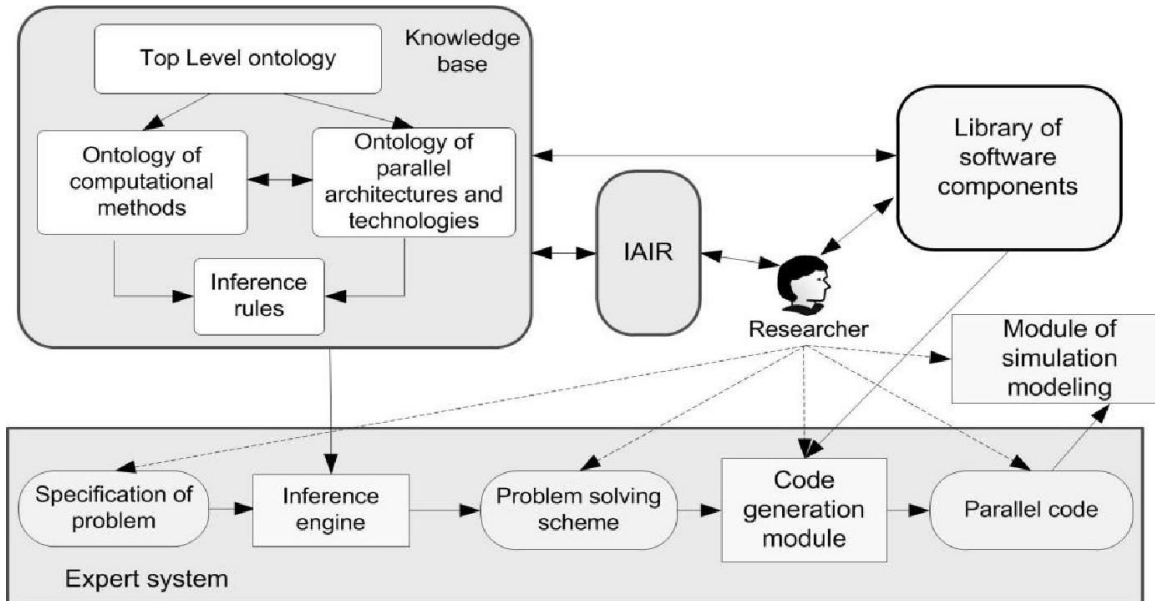 Top Level ontology
Knowledge
base
Ontology of
computational
methods
Ontology of
parallel
architectures and
technologies
Inference
rules
IAIR
Library of
software
components
Researcher
Module of
simulation
modeling
Specification of
problem
Inference
engine
Problem solving
scheme
Code
generation
module
Parallel code
Expert system